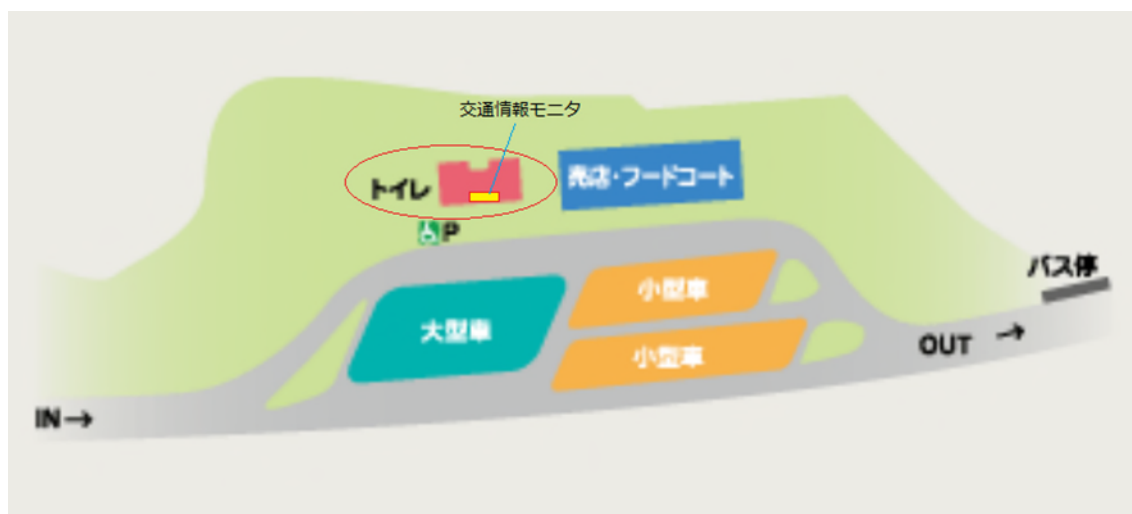 交通情報モニタ
トイレ
売店・フードコート
P
バス停
小型車
大型車
小型車
OUT →
IN→